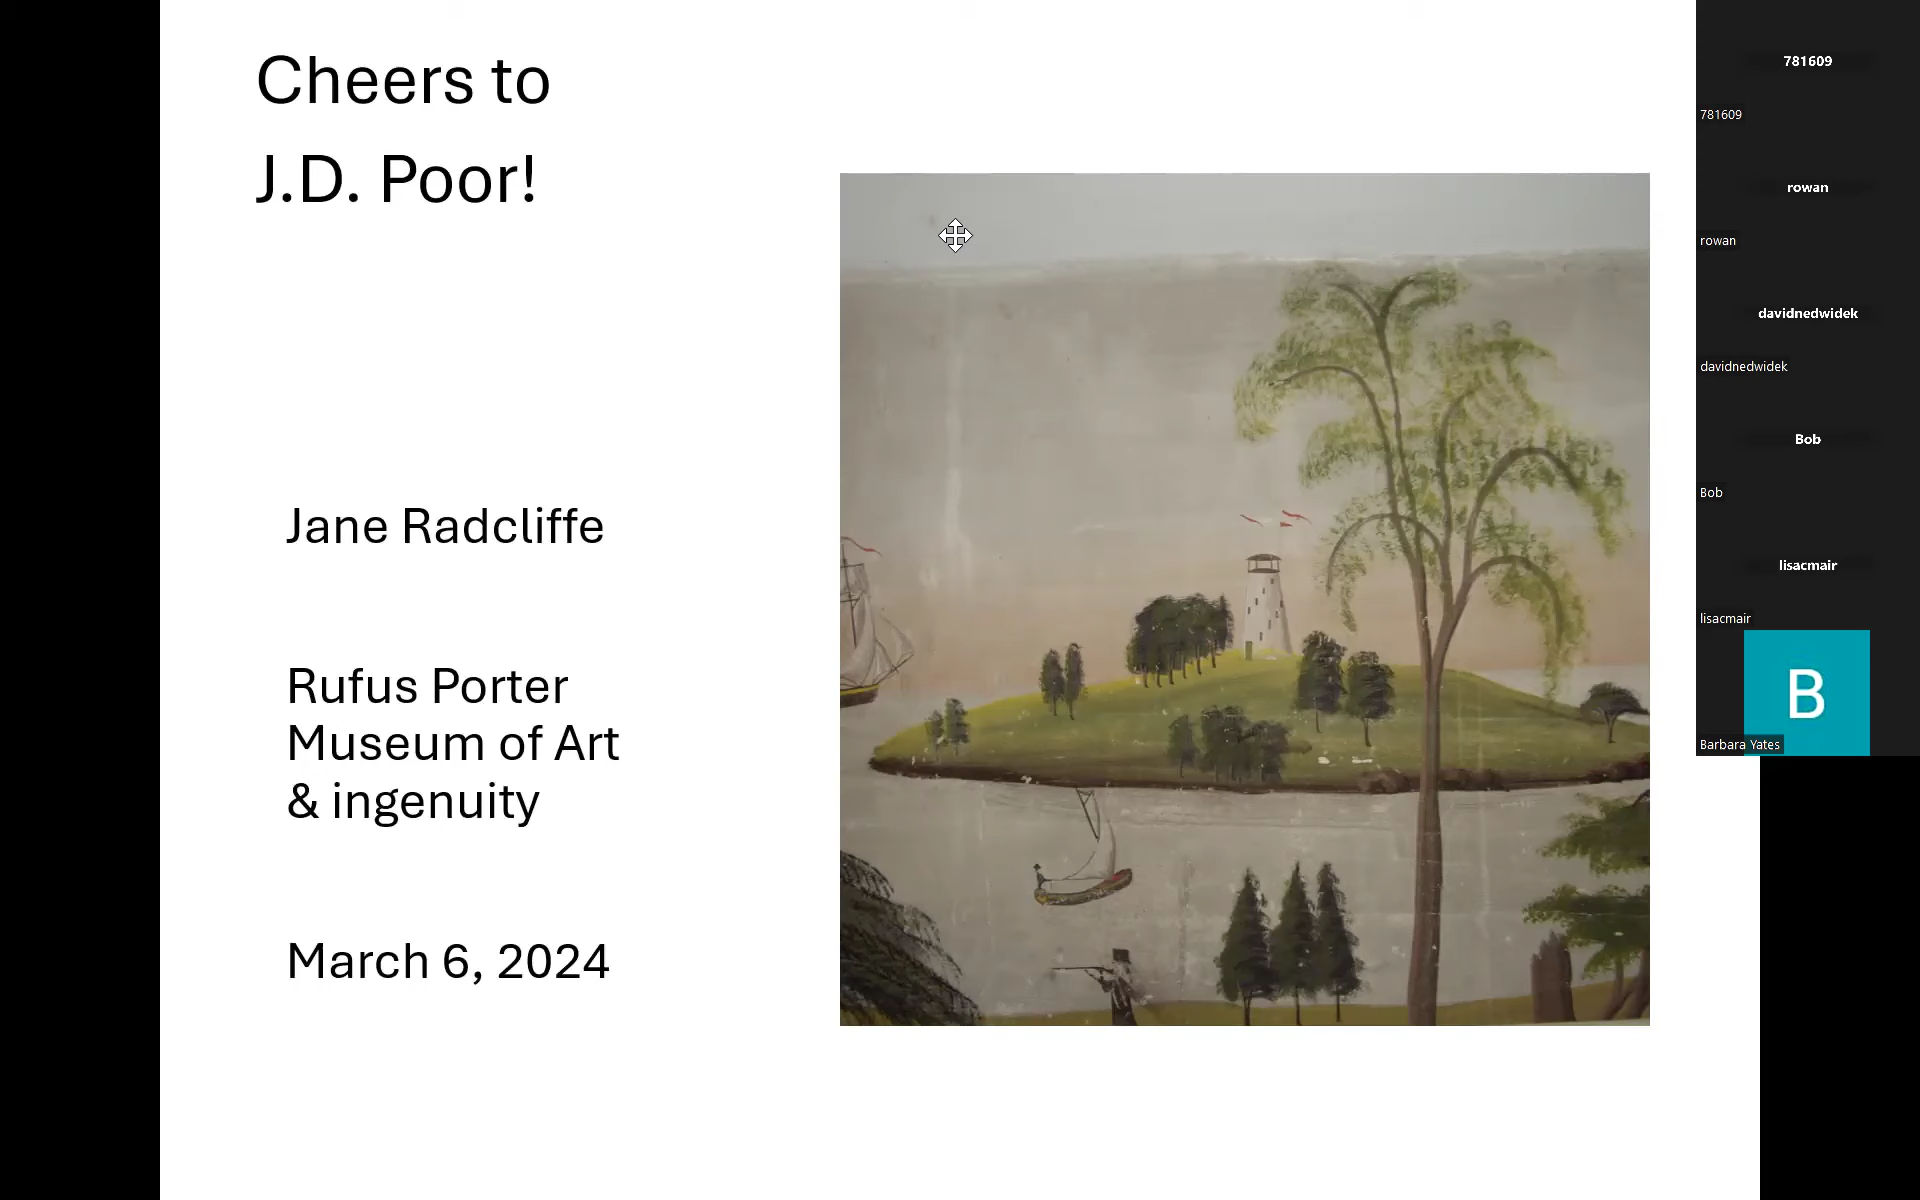 Cheers to
J.D. Poor!
Jane Radcliffe
Rufus Porter
Museum of Art
& ingenuity
March 6, 2024
781609
781609
rowan
rowan
davidnedwidek
davidnedwidek
Bob
Bob
lisacmair
lisacmair
B
Barbara Yates